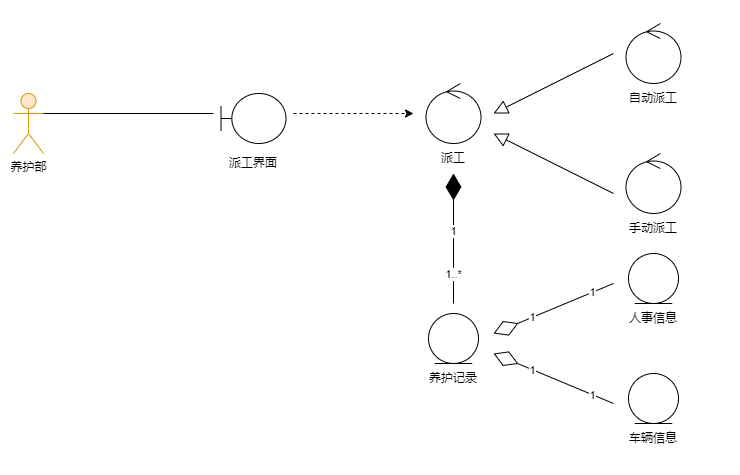 自动派工
养护部
派工界面
派工
手动派工
1
1..*
1
1
人事信息
养护记录
1
1
车辆信息